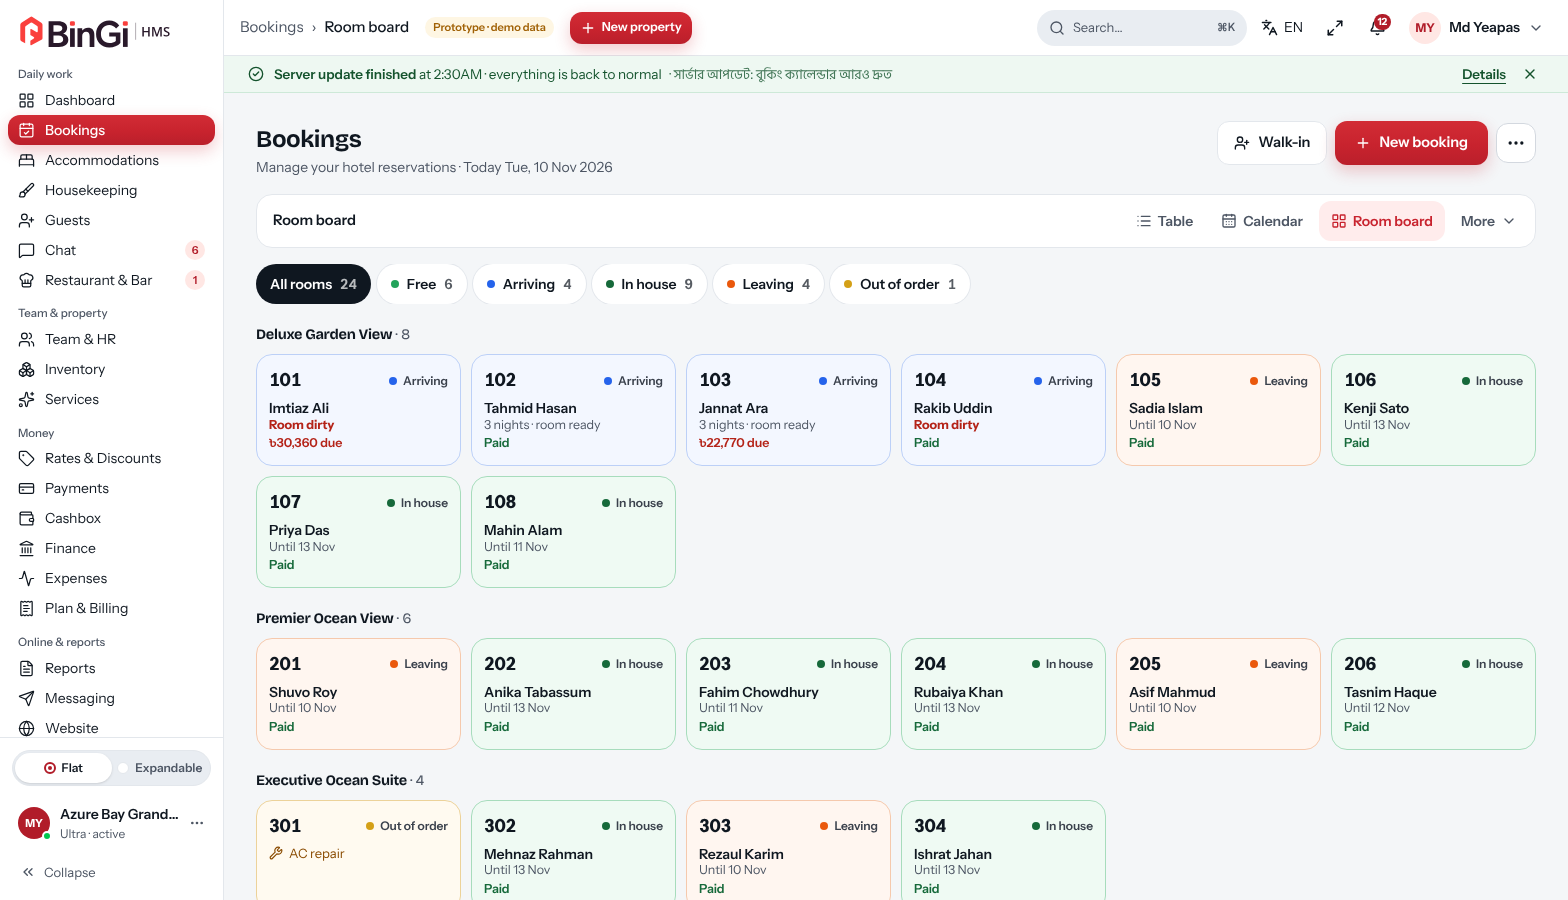 BinGi | HMS
Bookings › Room board
Prototype · demo data
+ New property
Search...
⌘K
EN
12
MY
Md Yeapas
Server update finished at 2:30AM · everything is back to normal · সার্ভার আপডেট: বুকিং ক্যালেন্ডার আরও দ্রুত
Details
Daily work
Dashboard
Bookings
Accommodations
Housekeeping
Guests
Chat 6
Restaurant & Bar 1
Team & property
Team & HR
Inventory
Services
Money
Rates & Discounts
Payments
Cashbox
Finance
Expenses
Plan & Billing
Online & reports
Reports
Messaging
Website
Flat
Expandable
MY
Azure Bay Grand...
Ultra · active
Collapse
Bookings
Manage your hotel reservations · Today Tue, 10 Nov 2026
Walk-in
+ New booking
Room board
Table
Calendar
Room board
More
All rooms 24
Free 6
Arriving 4
In house 9
Leaving 4
Out of order 1
Deluxe Garden View · 8
101 Arriving
Imtiaz Ali
Room dirty
৳30,360 due
102 Arriving
Tahmid Hasan
3 nights · room ready
Paid
103 Arriving
Jannat Ara
3 nights · room ready
৳22,770 due
104 Arriving
Rakib Uddin
Room dirty
Paid
105 Leaving
Sadia Islam
Until 10 Nov
Paid
106 In house
Kenji Sato
Until 13 Nov
Paid
107 In house
Priya Das
Until 13 Nov
Paid
108 In house
Mahin Alam
Until 11 Nov
Paid
Premier Ocean View · 6
201 Leaving
Shuvo Roy
Until 10 Nov
Paid
202 In house
Anika Tabassum
Until 13 Nov
Paid
203 In house
Fahim Chowdhury
Until 11 Nov
Paid
204 In house
Rubaiya Khan
Until 13 Nov
Paid
205 Leaving
Asif Mahmud
Until 10 Nov
Paid
206 In house
Tasnim Haque
Until 12 Nov
Paid
Executive Ocean Suite · 4
301 Out of order
AC repair
302 In house
Mehnaz Rahman
Until 13 Nov
Paid
303 Leaving
Rezaul Karim
Until 10 Nov
Paid
304 In house
Ishrat Jahan
Until 13 Nov
Paid